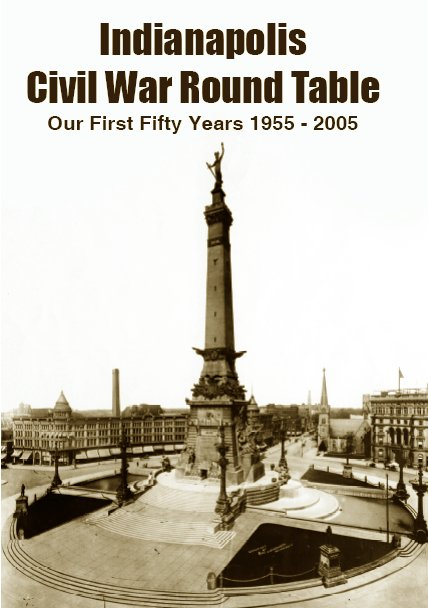 Indianapolis
Civil War Round Table
Our First Fifty Years 1955 - 2005